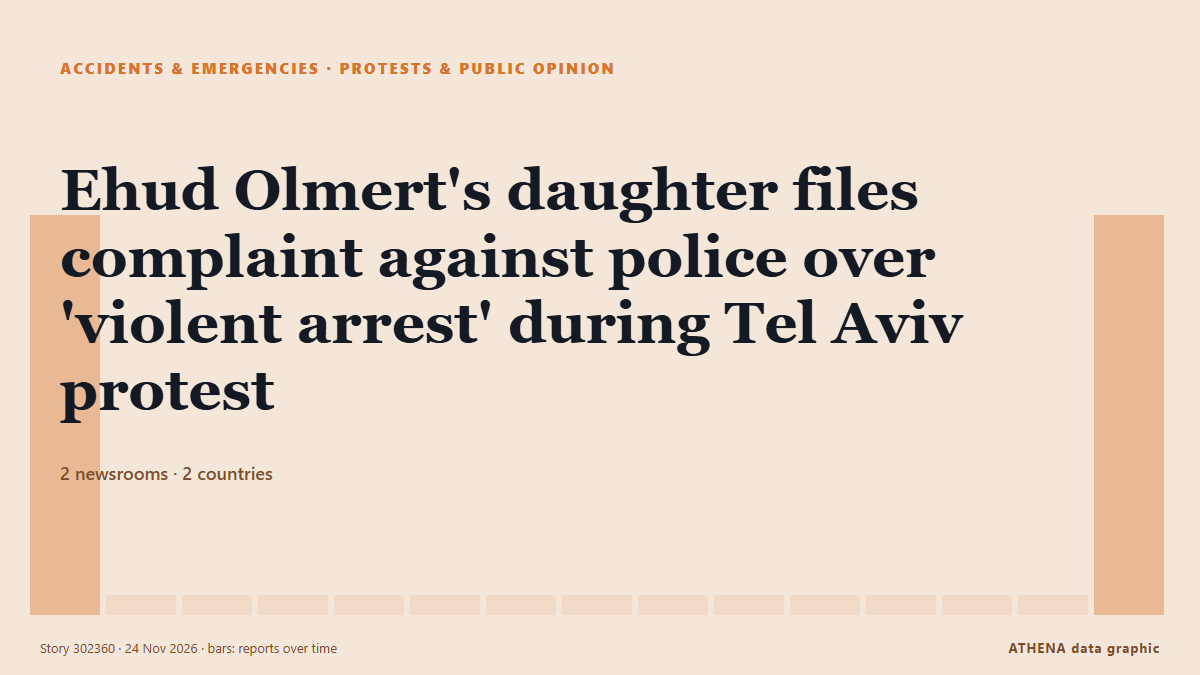 ACCIDENTS & EMERGENCIES · PROTESTS & PUBLIC OPINION
Ehud Olmert's daughter files
complaint against police over
'violent arrest' during Tel Aviv
protest
2 newsrooms · 2 countries
Story 302360 · 24 Nov 2026 · bars: reports over time
ATHENA data graphic